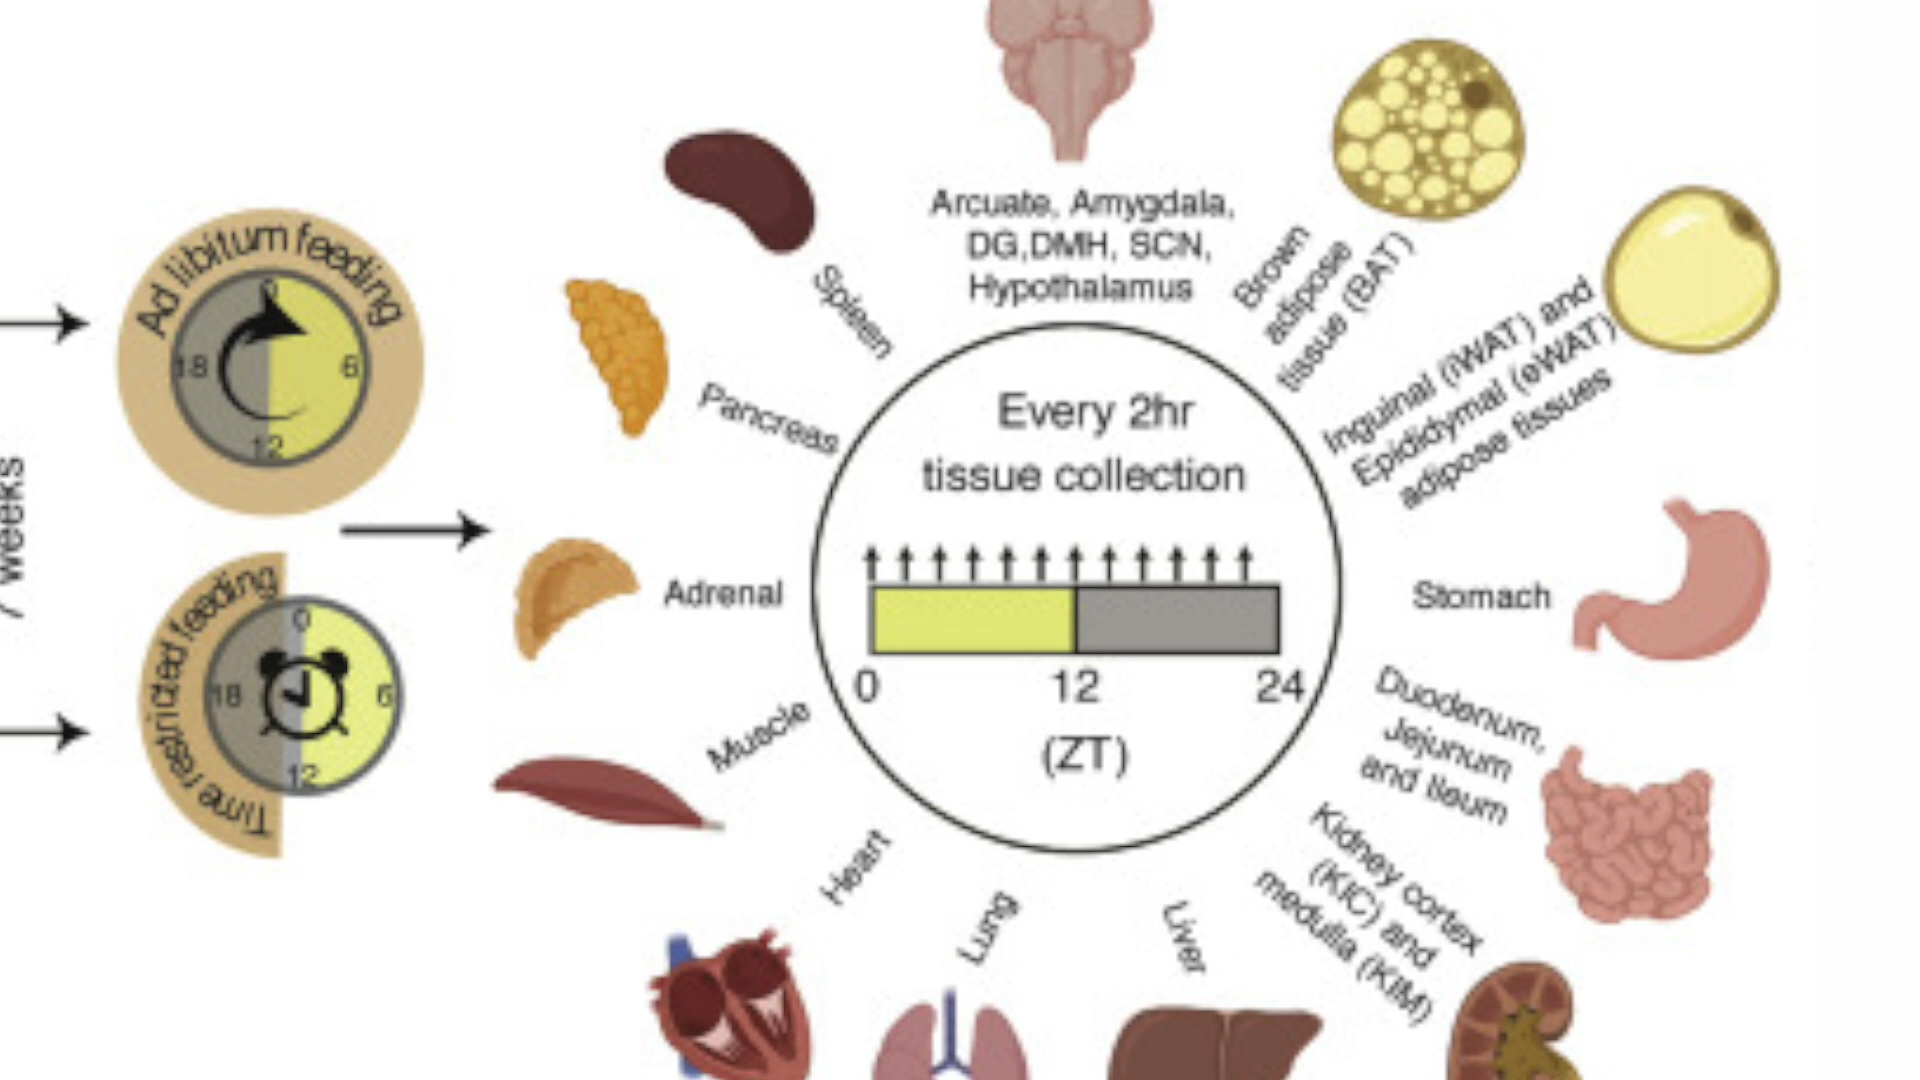 weeks
Ad libitum feeding
0
6
12
18
Time restricted feeding
0
6
12
18
Arcuate, Amygdala,
DG,DMH, SCN,
Hypothalamus
Brown
adipose
tissue (BAT)
Inguinal (iWAT) and
Epididymal (eWAT)
adipose tissues
Stomach
Duodenum,
Jejunum
and Ileum
Kidney cortex
(KIC) and
medulla (KIM)
Liver
Lung
Heart
Muscle
Adrenal
Pancreas
Spleen
Every 2hr
tissue collection
0 12 24
(ZT)